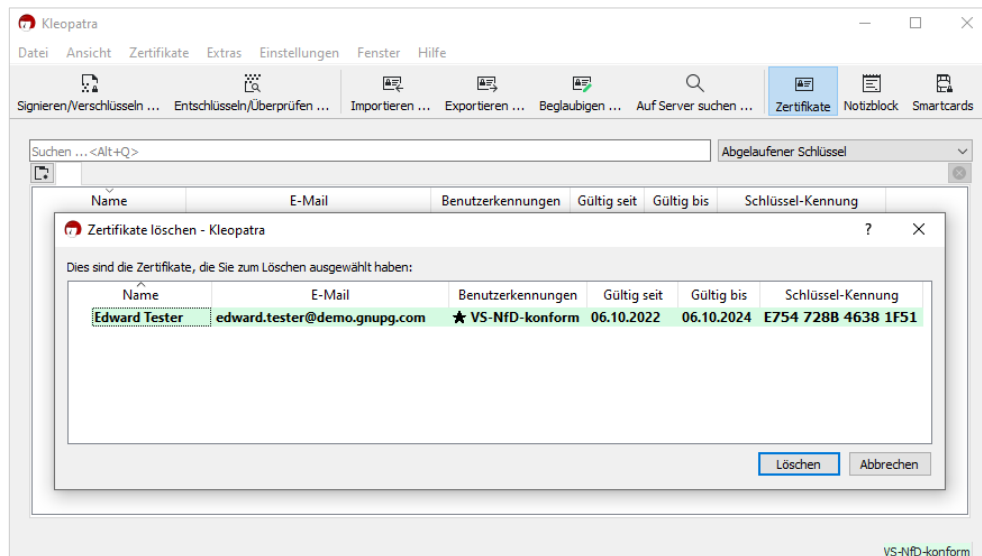 Kleopatra
Datei Ansicht Zertifikate Extras Einstellungen Fenster Hilfe
Signieren/Verschlüsseln ... Entschlüsseln/Überprüfen ... Importieren ... Exportieren ... Beglaubigen ... Auf Server suchen ... Zertifikate Notizblock Smartcards
Suchen ...<Alt+Q> Abgelaufener Schlüssel
Name E-Mail Benutzerkennungen Gültig seit Gültig bis Schlüssel-Kennung
Zertifikate löschen - Kleopatra ?
Dies sind die Zertifikate, die Sie zum Löschen ausgewählt haben:
Name E-Mail Benutzerkennungen Gültig seit Gültig bis Schlüssel-Kennung
Edward Tester edward.tester@demo.gnupg.com ★ VS-NfD-konform 06.10.2022 06.10.2024 E754 728B 4638 1F51
Löschen Abbrechen
VS-NfD-konform